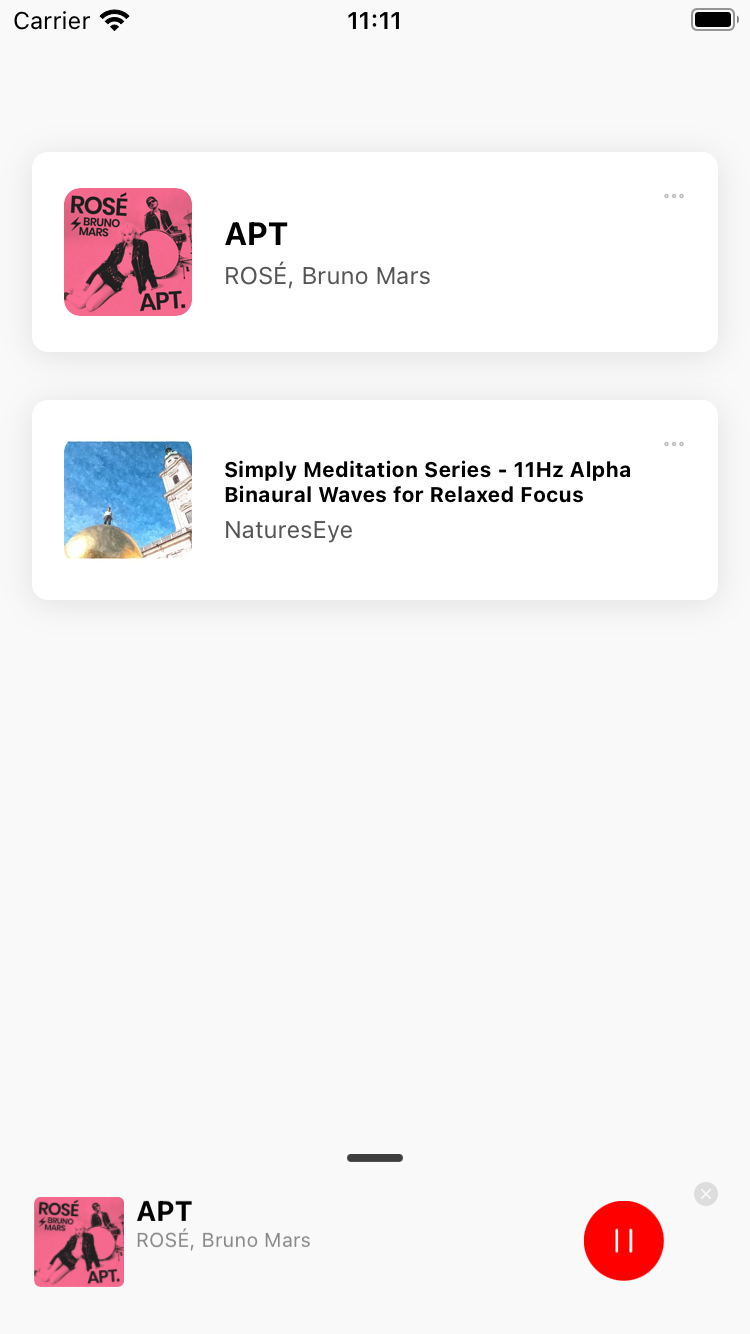 Carrier
11:11
ROSÉ
BRUNO
MARS
APT.
APT
ROSÉ, Bruno Mars
Simply Meditation Series - 11Hz Alpha
Binaural Waves for Relaxed Focus
NaturesEye
ROSÉ
BRUNO
MARS
APT.
APT
ROSÉ, Bruno Mars